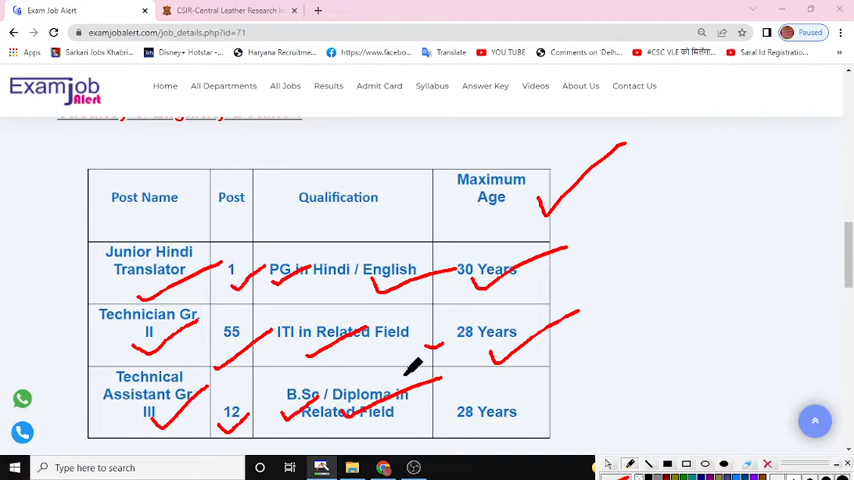 Exam Job Alert
CSIR-Central Leather Research In
examjobalert.com/job_details.php?id=71
Paused
Apps
Sarkari Jobs Khabri...
Disney+ Hotstar -...
Haryana Recruitme...
https://www.facebo...
Translate
YOU TUBE
Comments on 'Delh...
#CSC VLE को मिलेंगा...
Saral Id Registratio...
Examjob
Alert
Home
All Departments
All Jobs
Results
Admit Card
Syllabus
Answer Key
Videos
About Us
Contact Us
Post Name
Post
Qualification
Maximum
Age
Junior Hindi
Translator
1
PG in Hindi / English
30 Years
Technician Gr
II
55
ITI in Related Field
28 Years
Technical
Assistant Gr
III
12
B.Sc / Diploma in
Related Field
28 Years
Type here to search